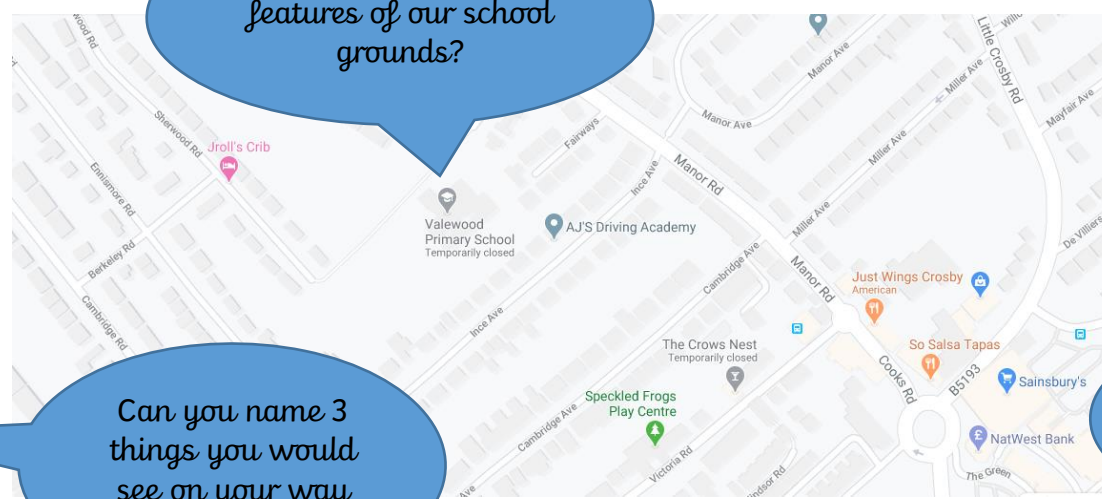 features of our school
grounds?
Little Crosby Rd
Manor Ave
Miller Ave
Mayfair Ave
Sherwood Rd
Jroll's Crib
Fairways
Manor Ave
Manor Rd
Miller Ave
Ennismore Rd
Ince Ave
Valewood
Primary School
Temporarily closed
AJ'S Driving Academy
Miller Ave
De Villiers
Berkeley Rd
Cambridge Ave
Manor Rd
Just Wings Crosby
American
Cambridge Rd
Ince Ave
The Crows Nest
Temporarily closed
So Salsa Tapas
Cooks Rd
B5193
Sainsbury's
Can you name 3
things you would
see on your way
Speckled Frogs
Play Centre
Cambridge Ave
Victoria Rd
NatWest Bank
The Green